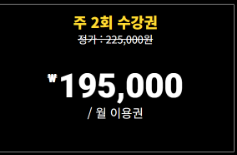 주 2회 수강권
정가 : 225,000원
₩195,000
/ 월 이용권